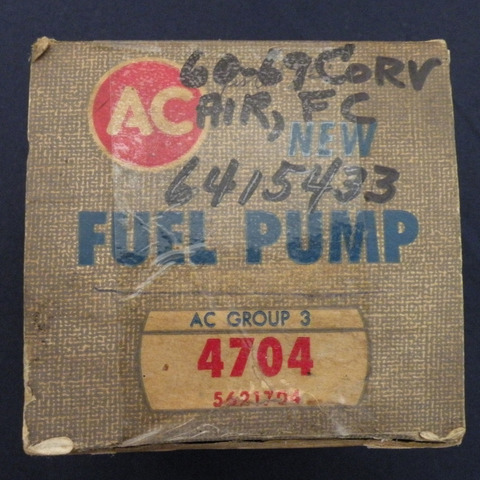 AC
60-69 CORV
AIR, FC
NEW
6415433
FUEL PUMP
AC GROUP 3
4704
5621704